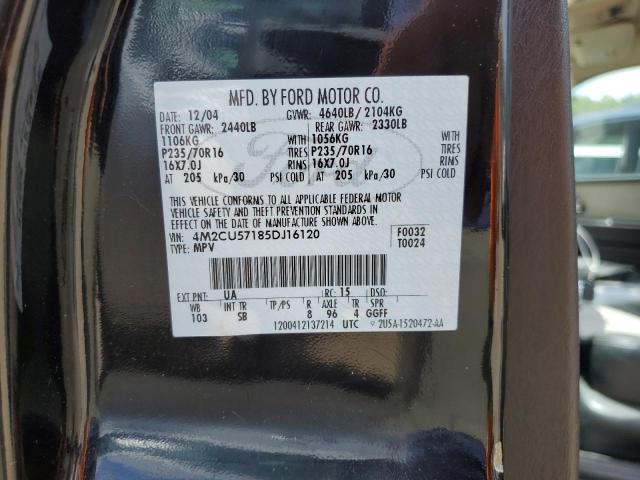 MFD. BY FORD MOTOR CO.
DATE: 12/04 GVWR: 4640LB/ 2104KG
FRONT GAWR: 2440LB REAR GAWR: 2330LB
1106KG WITH 1056KG WITH
P235/70R16 TIRES P235/70R16 TIRES
16X7.0J RIMS 16X7.0J RIMS
AT 205 kPa/30 PSI COLD AT 205 kPa/30 PSI COLD
Ford
THIS VEHICLE CONFORMS TO ALL APPLICABLE FEDERAL MOTOR
VEHICLE SAFETY AND THEFT PREVENTION STANDARDS IN
EFFECT ON THE DATE OF MANUFACTURE SHOWN ABOVE.
VIN: 4M2CU57185DJ16120 F0032
TYPE: MPV T0024
EXT PNT: UA RC: 15 DSO:
WB INT TR TP/PS R AXLE TR SPR
103 SB 8 96 4 GGFF
1200412137214 UTC 2U5A-1520472-AA